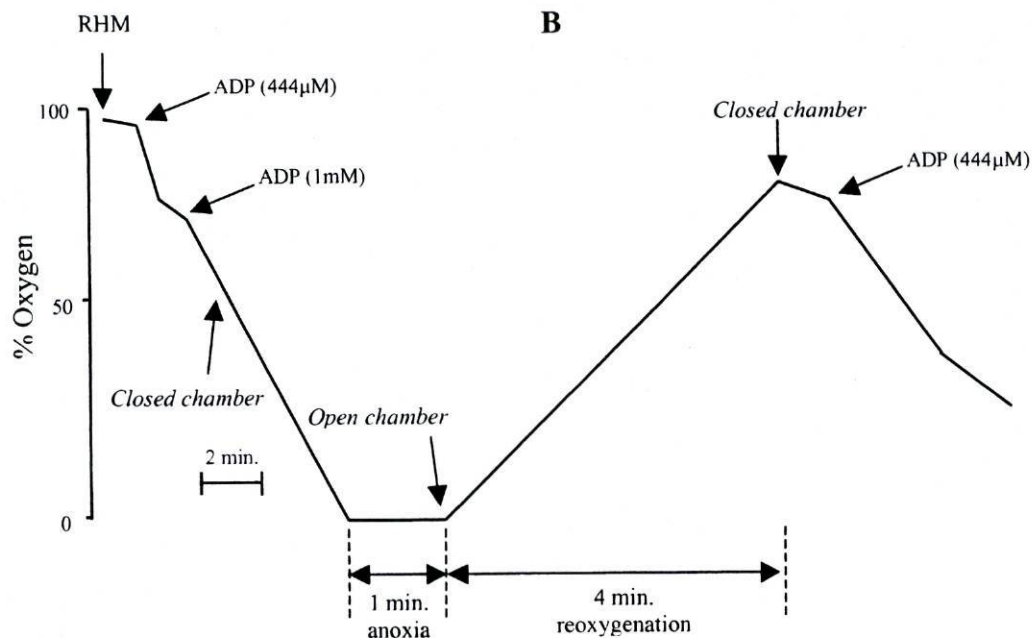 B
RHM
ADP (444µM)
100
Closed chamber
ADP (1mM)
ADP (444µM)
% Oxygen
50
Closed chamber
Open chamber
2 min.
0
1 min.
anoxia
4 min.
reoxygenation